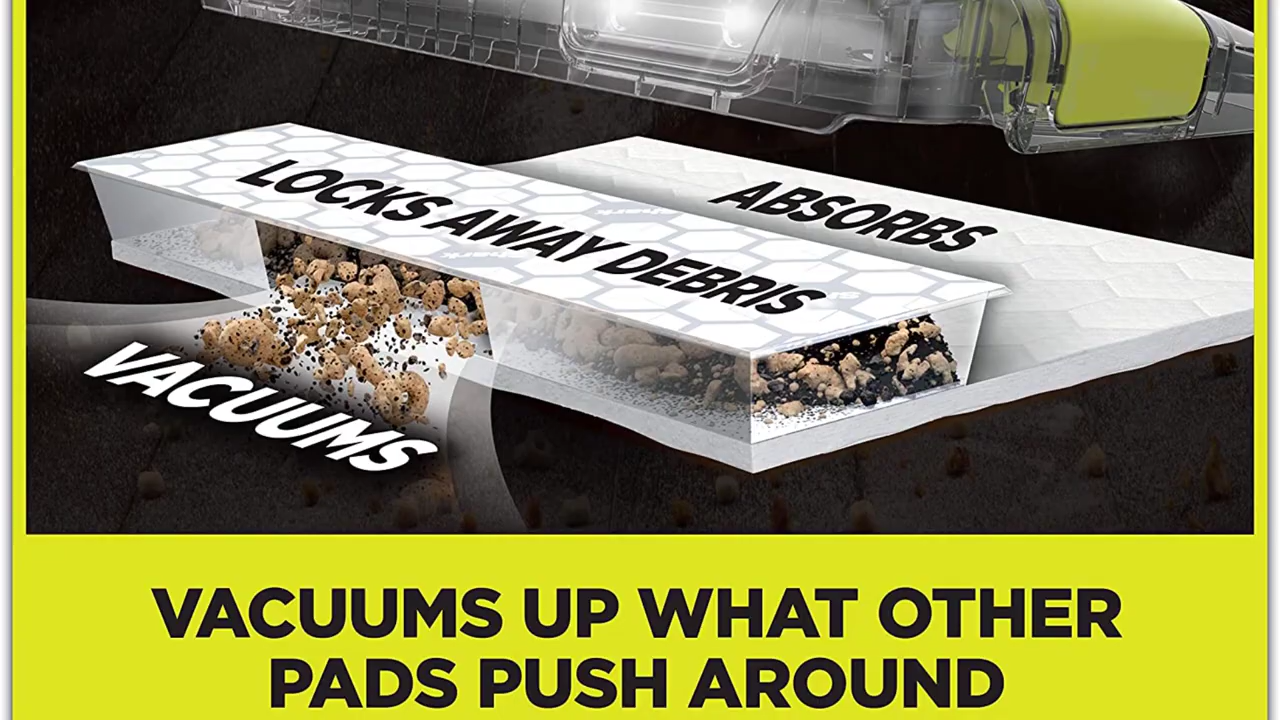 ABSORBS
LOCKS AWAY DEBRIS
VACUUMS
VACUUMS UP WHAT OTHER
PADS PUSH AROUND